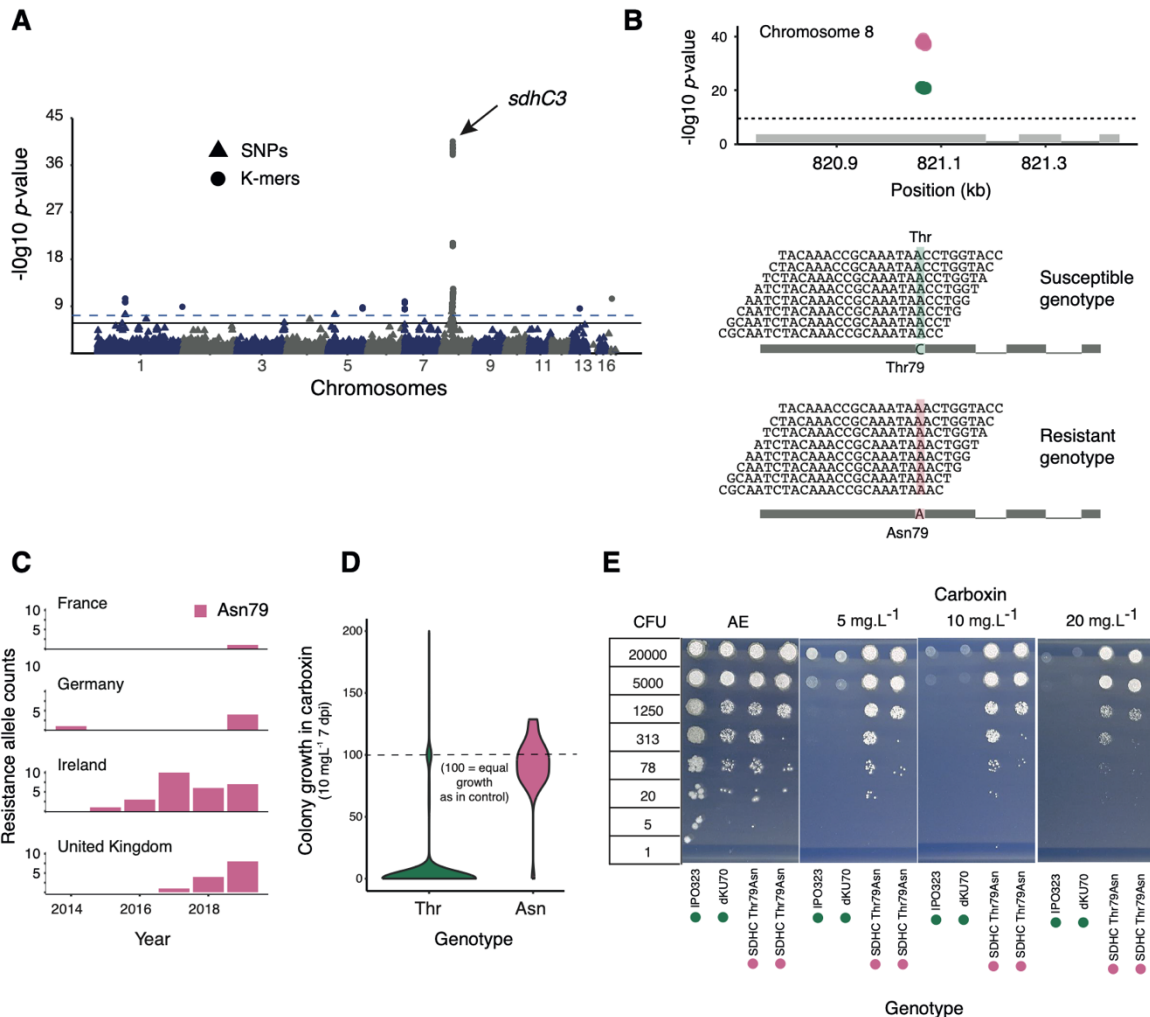 A
sdhC3
45
36
27
18
9
-l0g10 p-value
SNPs
K-mers
1
3
5
7
9
11
13
16
Chromosomes
B
Chromosome 8
40
20
0
-l0g10 p-value
820.9
821.1
821.3
Position (kb)
Thr
TACAAACCGCAAATAACCTGGTACC
CTACAAACCGCAAATAACCTGGTAC
TCTACAAACCGCAAATAACCTGGTA
ATCTACAAACCGCAAATAACCTGGT
AATCTACAAACCGCAAATAACCTGG
CAATCTACAAACCGCAAATAACCTG
GCAATCTACAAACCGCAAATAACCT
CGCAATCTACAAACCGCAAATAACC
Susceptible
genotype
C
Thr79
TACAAACCGCAAATAAACTGGTACC
CTACAAACCGCAAATAAACTGGTAC
TCTACAAACCGCAAATAAACTGGTA
ATCTACAAACCGCAAATAAACTGGT
AATCTACAAACCGCAAATAAACTGG
CAATCTACAAACCGCAAATAAACTG
GCAATCTACAAACCGCAAATAAACT
CGCAATCTACAAACCGCAAATAAAC
Resistant
genotype
A
Asn79
C
Resistance allele counts
Asn79
France
10
5
Germany
10
5
Ireland
10
5
United Kingdom
10
5
2014
2016
2018
Year
D
Colony growth in carboxin
(10 mgL-1 7 dpi)
200
150
100
50
0
(100 = equal
growth
as in control)
Thr
Asn
Genotype
E
Carboxin
CFU
AE
5 mg.L-1
10 mg.L-1
20 mg.L-1
20000
5000
1250
313
78
20
5
1
IPO323
dKU70
SDHC Thr79Asn
SDHC Thr79Asn
IPO323
dKU70
SDHC Thr79Asn
SDHC Thr79Asn
IPO323
dKU70
SDHC Thr79Asn
SDHC Thr79Asn
IPO323
dKU70
SDHC Thr79Asn
SDHC Thr79Asn
Genotype